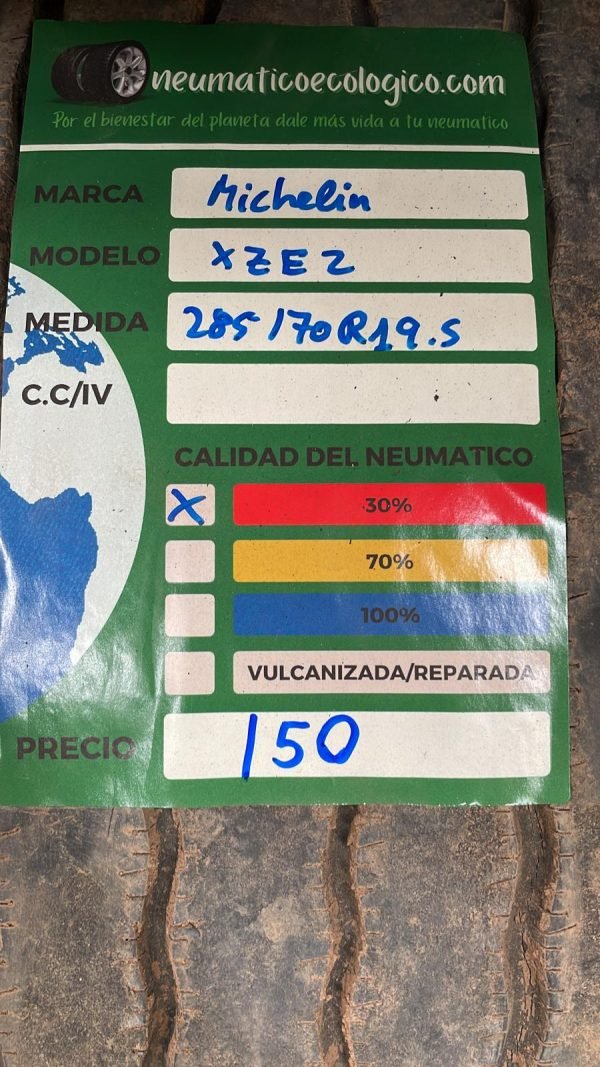 neumaticoecologico.com
Por el bienestar del planeta dale más vida a tu neumatico
MARCA Michelin
MODELO XZE2
MEDIDA 285/70R19.5
C.C/IV
CALIDAD DEL NEUMATICO
X 30%
70%
100%
VULCANIZADA/REPARADA
PRECIO 150